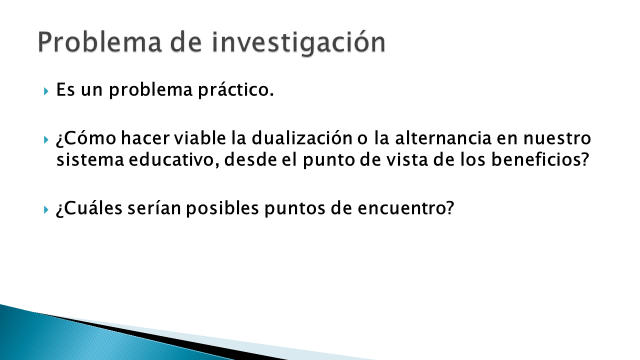 Problema de investigación
Es un problema práctico.
¿Cómo hacer viable la dualización o la alternancia en nuestro
sistema educativo, desde el punto de vista de los beneficios?
¿Cuáles serían posibles puntos de encuentro?